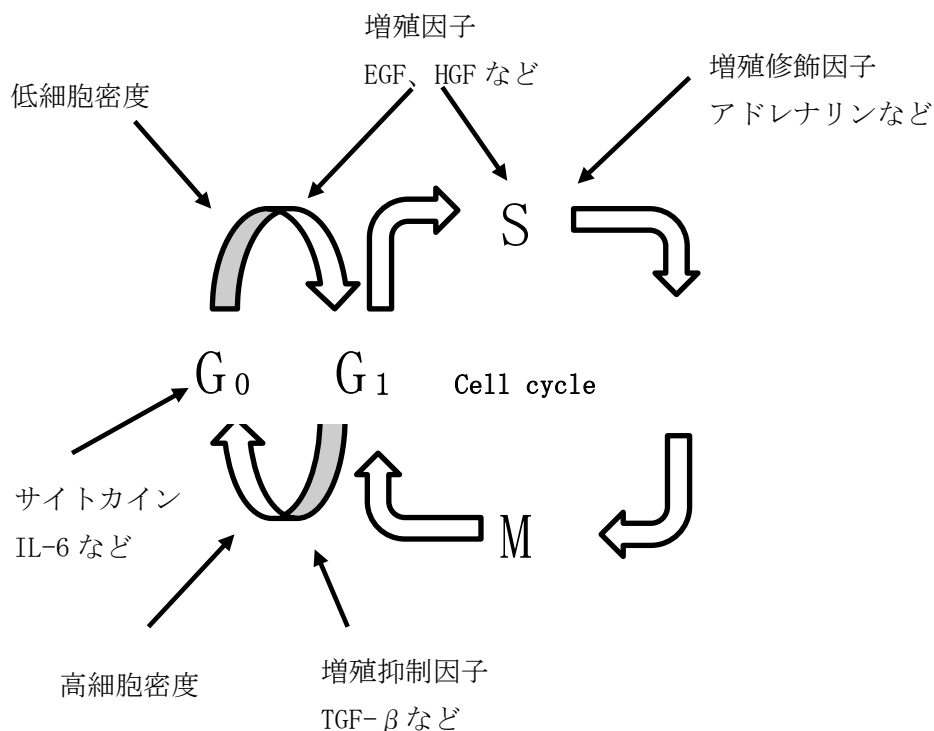 増殖因子
EGF、HGF など
増殖修飾因子
アドレナリンなど
低細胞密度
S
G0 G1 Cell cycle
サイトカイン
IL-6 など
M
高細胞密度
増殖抑制因子
TGF-βなど